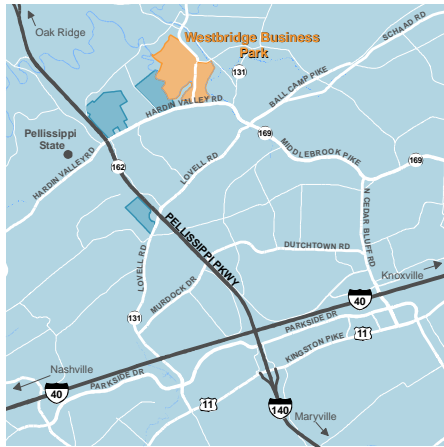 Oak Ridge
Westbridge Business
Park
SCHAAD RD
131
BALL CAMP PIKE
HARDIN VALLEY RD
Pellissippi
State
169
MIDDLEBROOK PIKE
169
HARDIN VALLEY RD
162
LOVELL RD
N CEDAR BLUFF RD
PELLISSIPPI PKWY
DUTCHTOWN RD
LOVELL RD
MURDOCK DR
Knoxville
40
131
PARKSIDE DR
11
KINGSTON PIKE
Nashville
PARKSIDE DR
40
11
140
Maryville